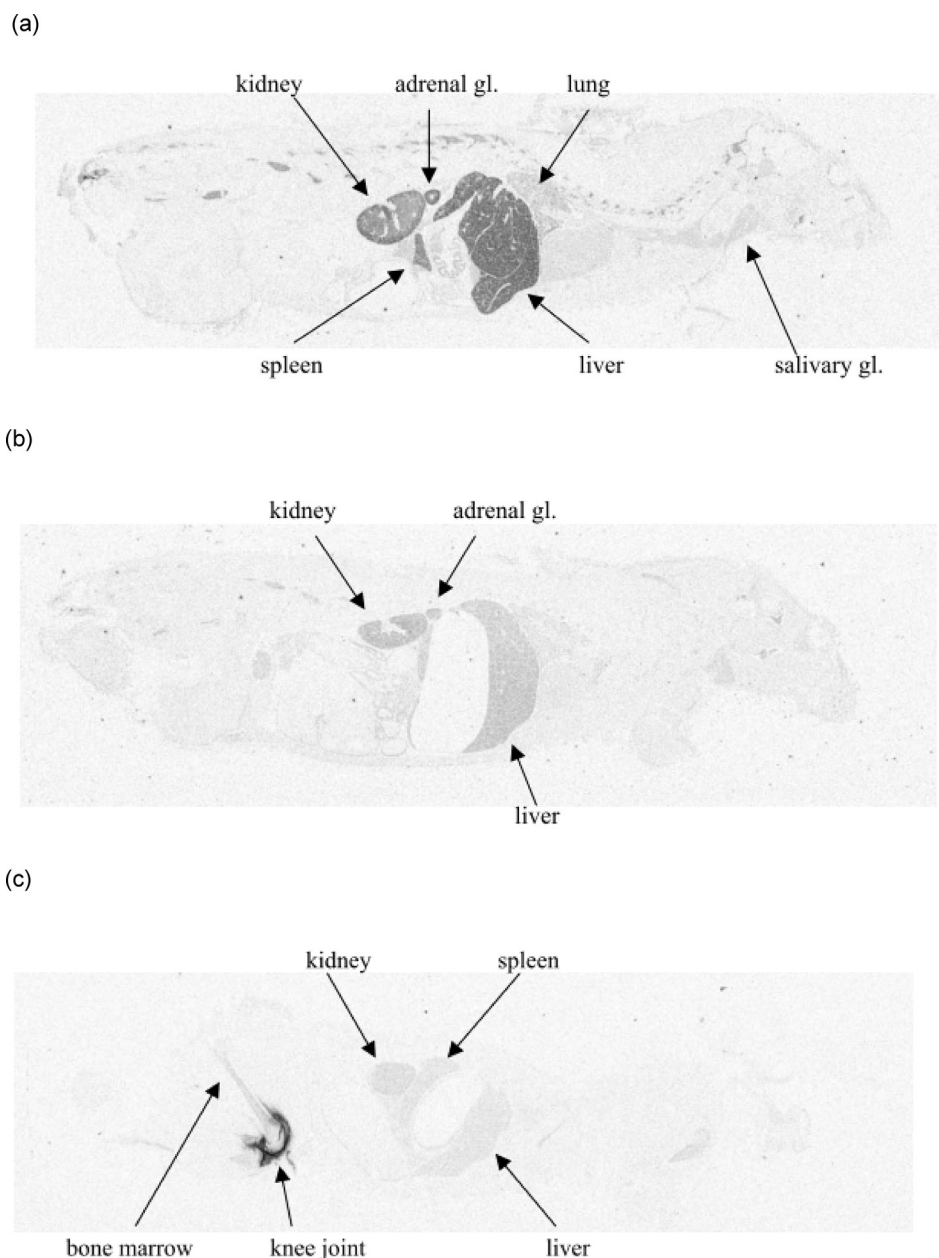 (a)
kidney adrenal gl. lung
spleen liver salivary gl.
(b)
kidney adrenal gl.
liver
(c)
kidney spleen
bone marrow knee joint liver